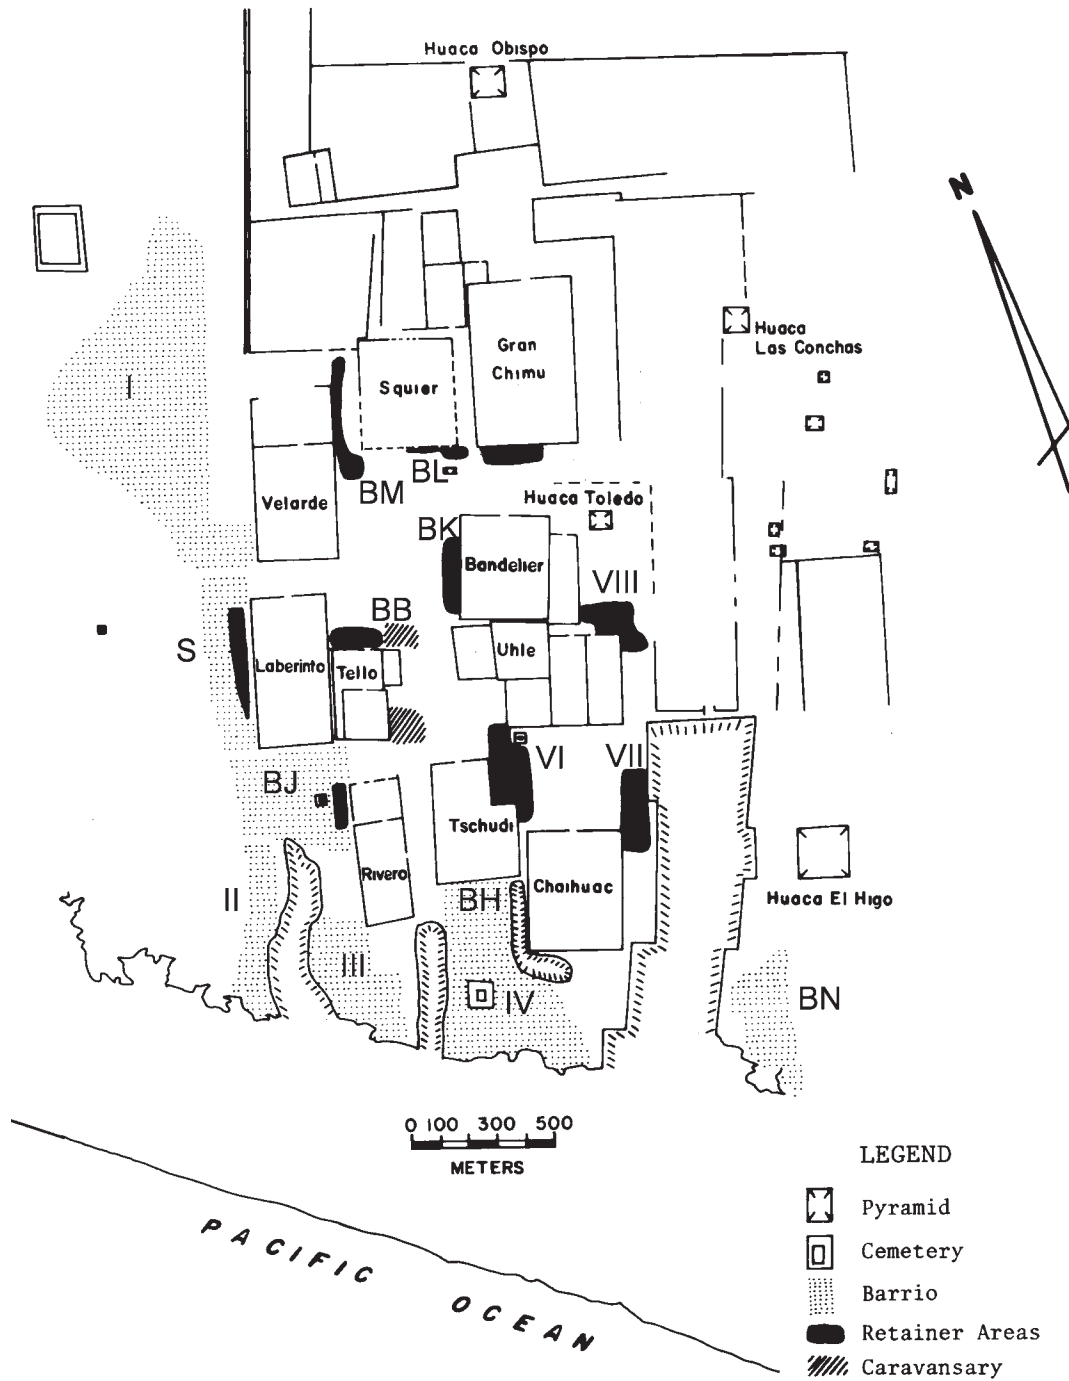 Huaca Obispo
N
Huaca
Las Conchas
Gran
Chimu
Squier
I
BL
BM
Velarde
Huaca Toledo
BK
Bandelier
VIII
BB
S
Uhle
Laberinto
Tello
VI
VII
BJ
Tschudi
Rivero
Chaihuac
BH
II
Huaca El Higo
III
IV
BN
0 100 300 500
METERS
LEGEND
Pyramid
Cemetery
Barrio
Retainer Areas
Caravansary
PACIFIC OCEAN